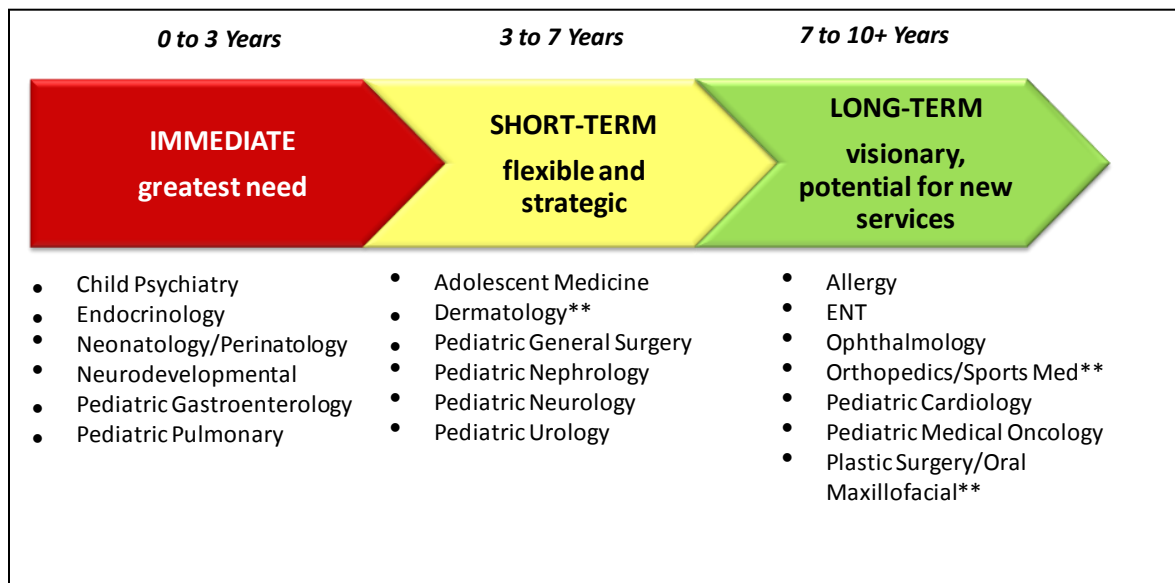 0 to 3 Years
3 to 7 Years
7 to 10+ Years
IMMEDIATE
greatest need
SHORT-TERM
flexible and
strategic
LONG-TERM
visionary,
potential for new
services
• Child Psychiatry
• Endocrinology
• Neonatology/Perinatology
• Neurodevelopmental
• Pediatric Gastroenterology
• Pediatric Pulmonary
• Adolescent Medicine
• Dermatology**
• Pediatric General Surgery
• Pediatric Nephrology
• Pediatric Neurology
• Pediatric Urology
• Allergy
• ENT
• Ophthalmology
• Orthopedics/Sports Med**
• Pediatric Cardiology
• Pediatric Medical Oncology
• Plastic Surgery/Oral
Maxillofacial**